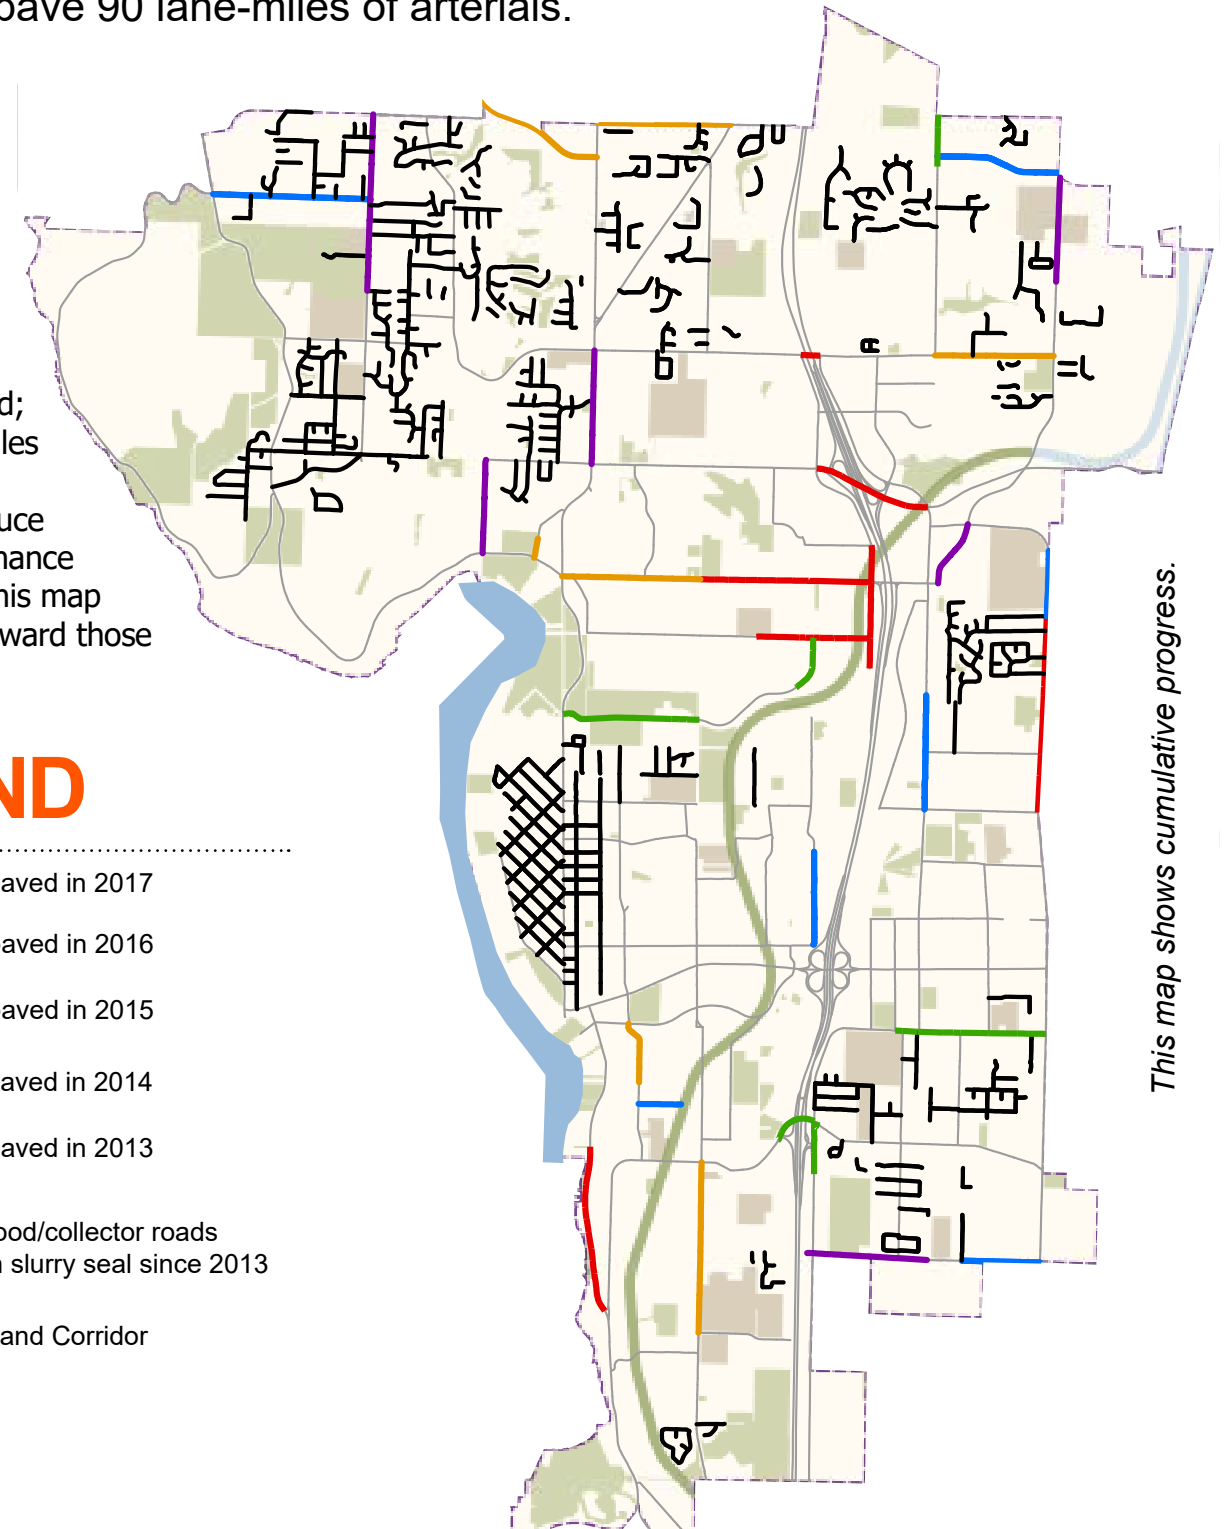 pave 90 lane-miles of arterials.
d;
les
uce
nance
his map
ward those
ND
aved in 2017
aved in 2016
aved in 2015
aved in 2014
aved in 2013
ood/collector roads
slurry seal since 2013
and Corridor
This map shows cumulative progress.